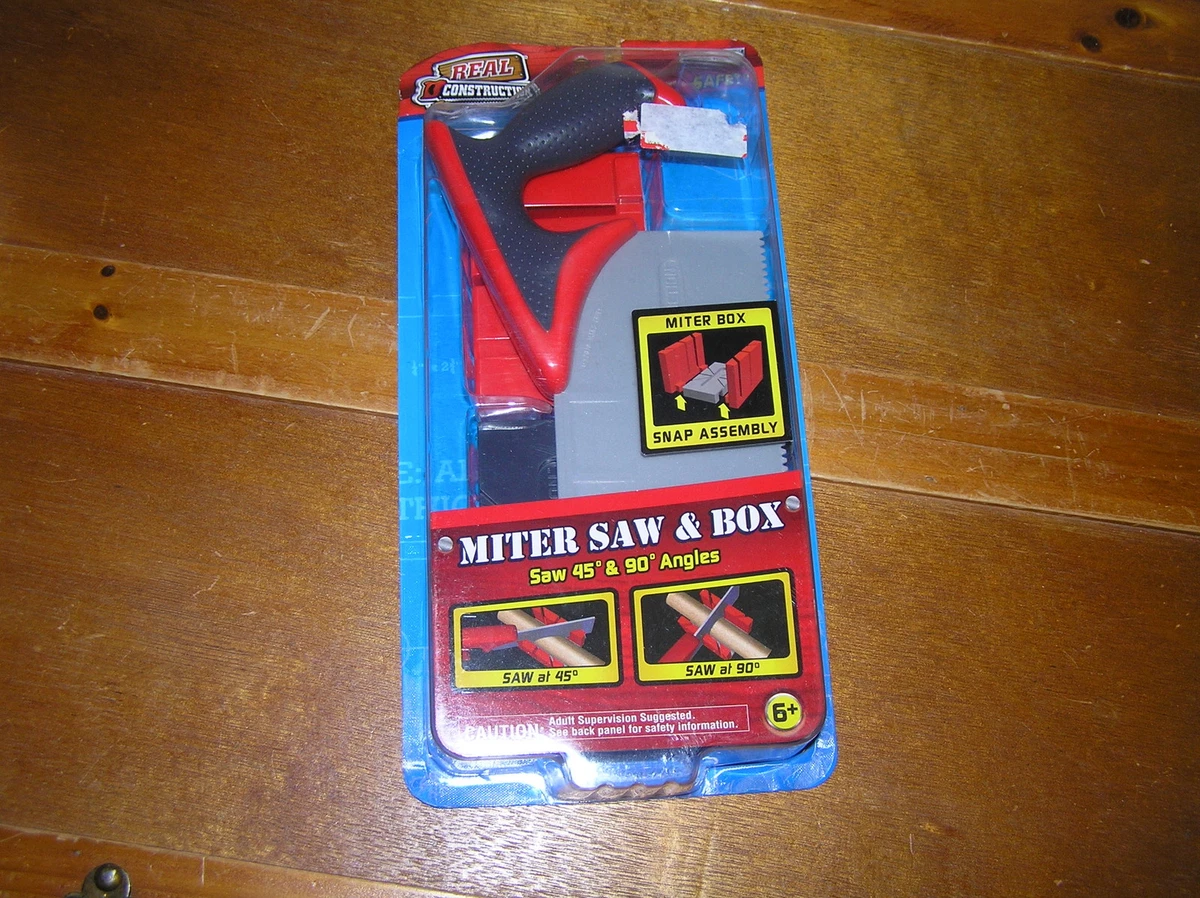 REAL
CONSTRUCTION
SAFE
MITER BOX
SNAP ASSEMBLY
MITER SAW & BOX
Saw 45° & 90° Angles
SAW at 45°
SAW at 90°
CAUTION: Adult Supervision Suggested.
See back panel for safety information.
6+